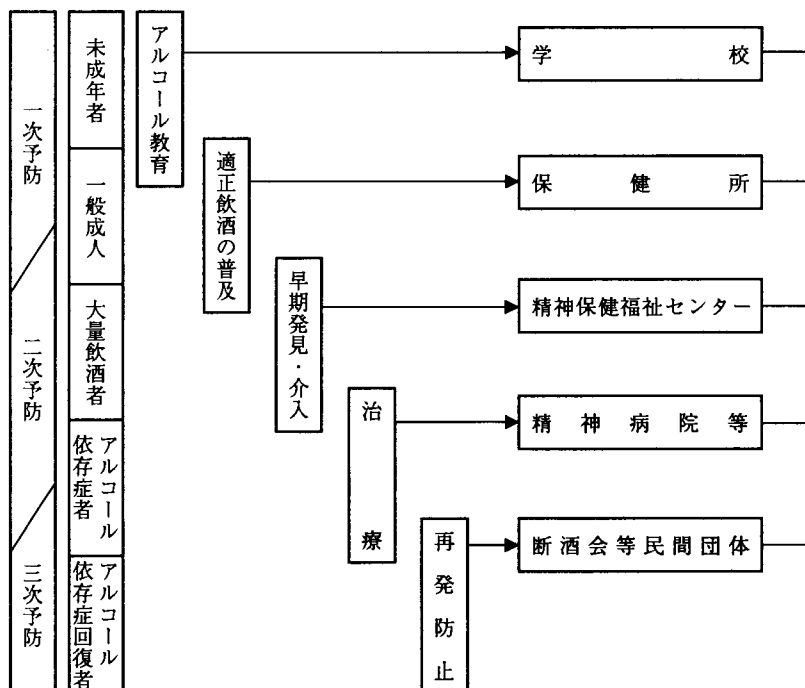 一次予防
二次予防
三次予防
未成年者
一般成人
大量飲酒者
アルコール
依存症者
アルコール
依存症回復者
アルコール教育
適正飲酒の普及
早期発見・介入
治療
再発防止
学校
保健所
精神保健福祉センター
精神病院等
断酒会等民間団体